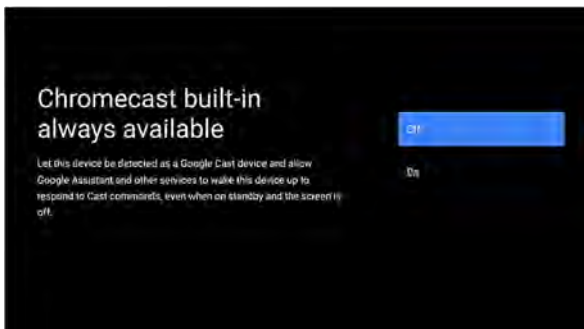 Chromecast built-in
always available
Let this device be detected as a Google Cast device and allow
Google Assistant and other services to wake this device up to
respond to Cast commands, even when on standby and the screen is
off.
Off
On